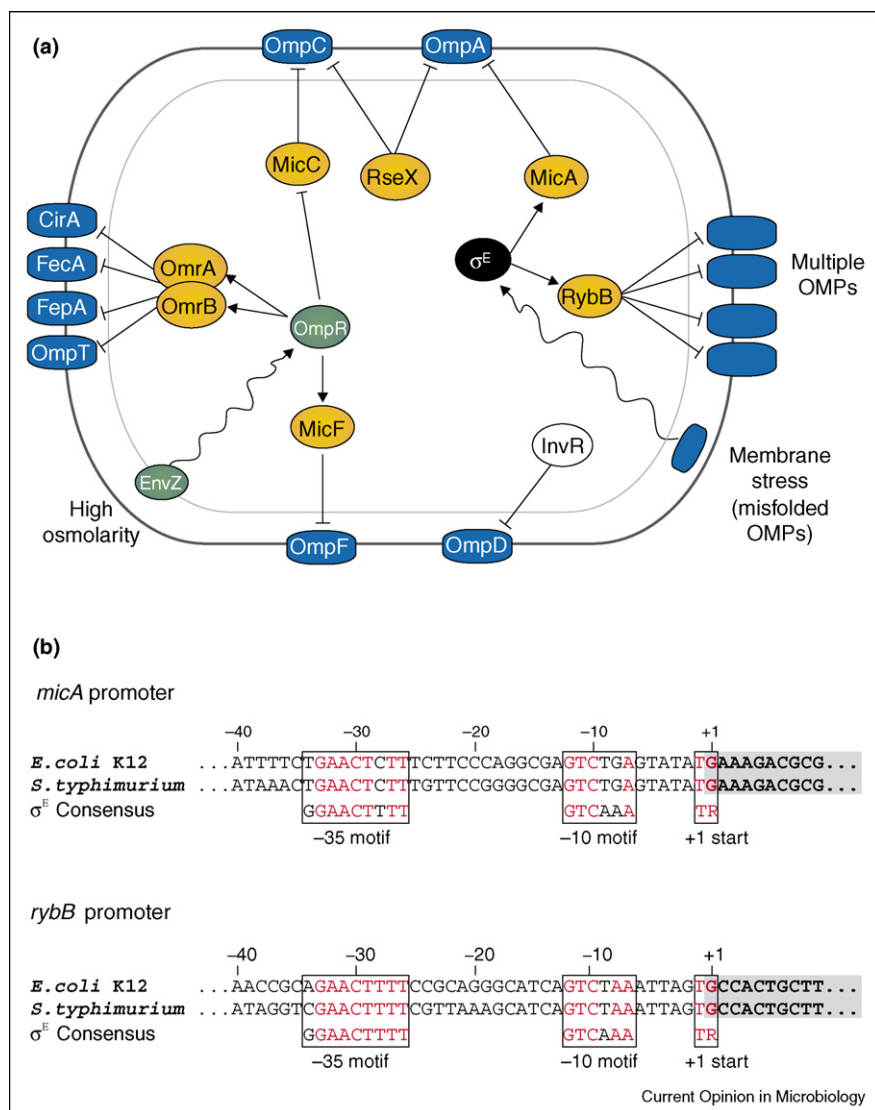 (a)
OmpC
OmpA
MicC
RseX
MicA
CirA
FecA
FepA
OmpT
OmrA
OmrB
OmpR
σE
RybB
Multiple
OMPs
MicF
InvR
EnvZ
High
osmolarity
Membrane
stress
(misfolded
OMPs)
OmpF
OmpD
(b)
micA promoter
−40 −30 −20 −10 +1
E.coli K12 ...ATTTTCTGAACTCTTTCTTCCCAGGCGAGTCTGAGTATATGAAAGACGCG...
S.typhimurium ...ATAAACTGAACTCTTTGTTCCCGGGGCGAGTCTGAGTATATGAAAGACGCG...
σE Consensus GGAACTTTT GTCAAA TR
−35 motif −10 motif +1 start
rybB promoter
−40 −30 −20 −10 +1
E.coli K12 ...AACCGCAGAACTTTTCCGCAGGGCATCAGTCTAAATTAGTGCCACTGCTT...
S.typhimurium ...ATAGGTCGAACTTTTCGTTAAAGCATCAGTCTAAATTAGTGCCACTGCTT...
σE Consensus GGAACTTTT GTCAAA TR
−35 motif −10 motif +1 start
Current Opinion in Microbiology